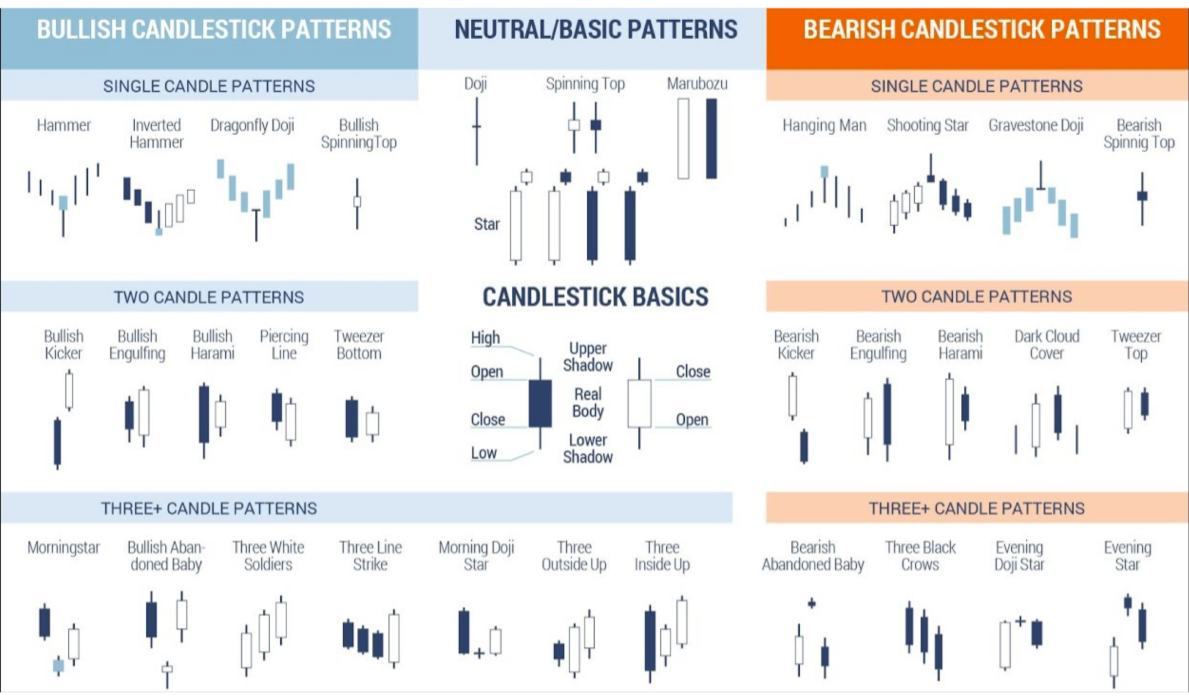 BULLISH CANDLESTICK PATTERNS
SINGLE CANDLE PATTERNS
Hammer
Inverted
Hammer
Dragonfly Doji
Bullish
SpinningTop
TWO CANDLE PATTERNS
Bullish
Kicker
Bullish
Engulfing
Bullish
Harami
Piercing
Line
Tweezer
Bottom
NEUTRAL/BASIC PATTERNS
Doji
Spinning Top
Marubozu
Star
CANDLESTICK BASICS
High
Open
Close
Low
Upper
Shadow
Real
Body
Lower
Shadow
Close
Open
THREE+ CANDLE PATTERNS
Morningstar
Bullish Aban-
doned Baby
Three White
Soldiers
Three Line
Strike
Morning Doji
Star
Three
Outside Up
Three
Inside Up
BEARISH CANDLESTICK PATTERNS
SINGLE CANDLE PATTERNS
Hanging Man
Shooting Star
Gravestone Doji
Bearish
Spinnig Top
TWO CANDLE PATTERNS
Bearish
Kicker
Bearish
Engulfing
Bearish
Harami
Dark Cloud
Cover
Tweezer
Top
THREE+ CANDLE PATTERNS
Bearish
Abandoned Baby
Three Black
Crows
Evening
Doji Star
Evening
Star